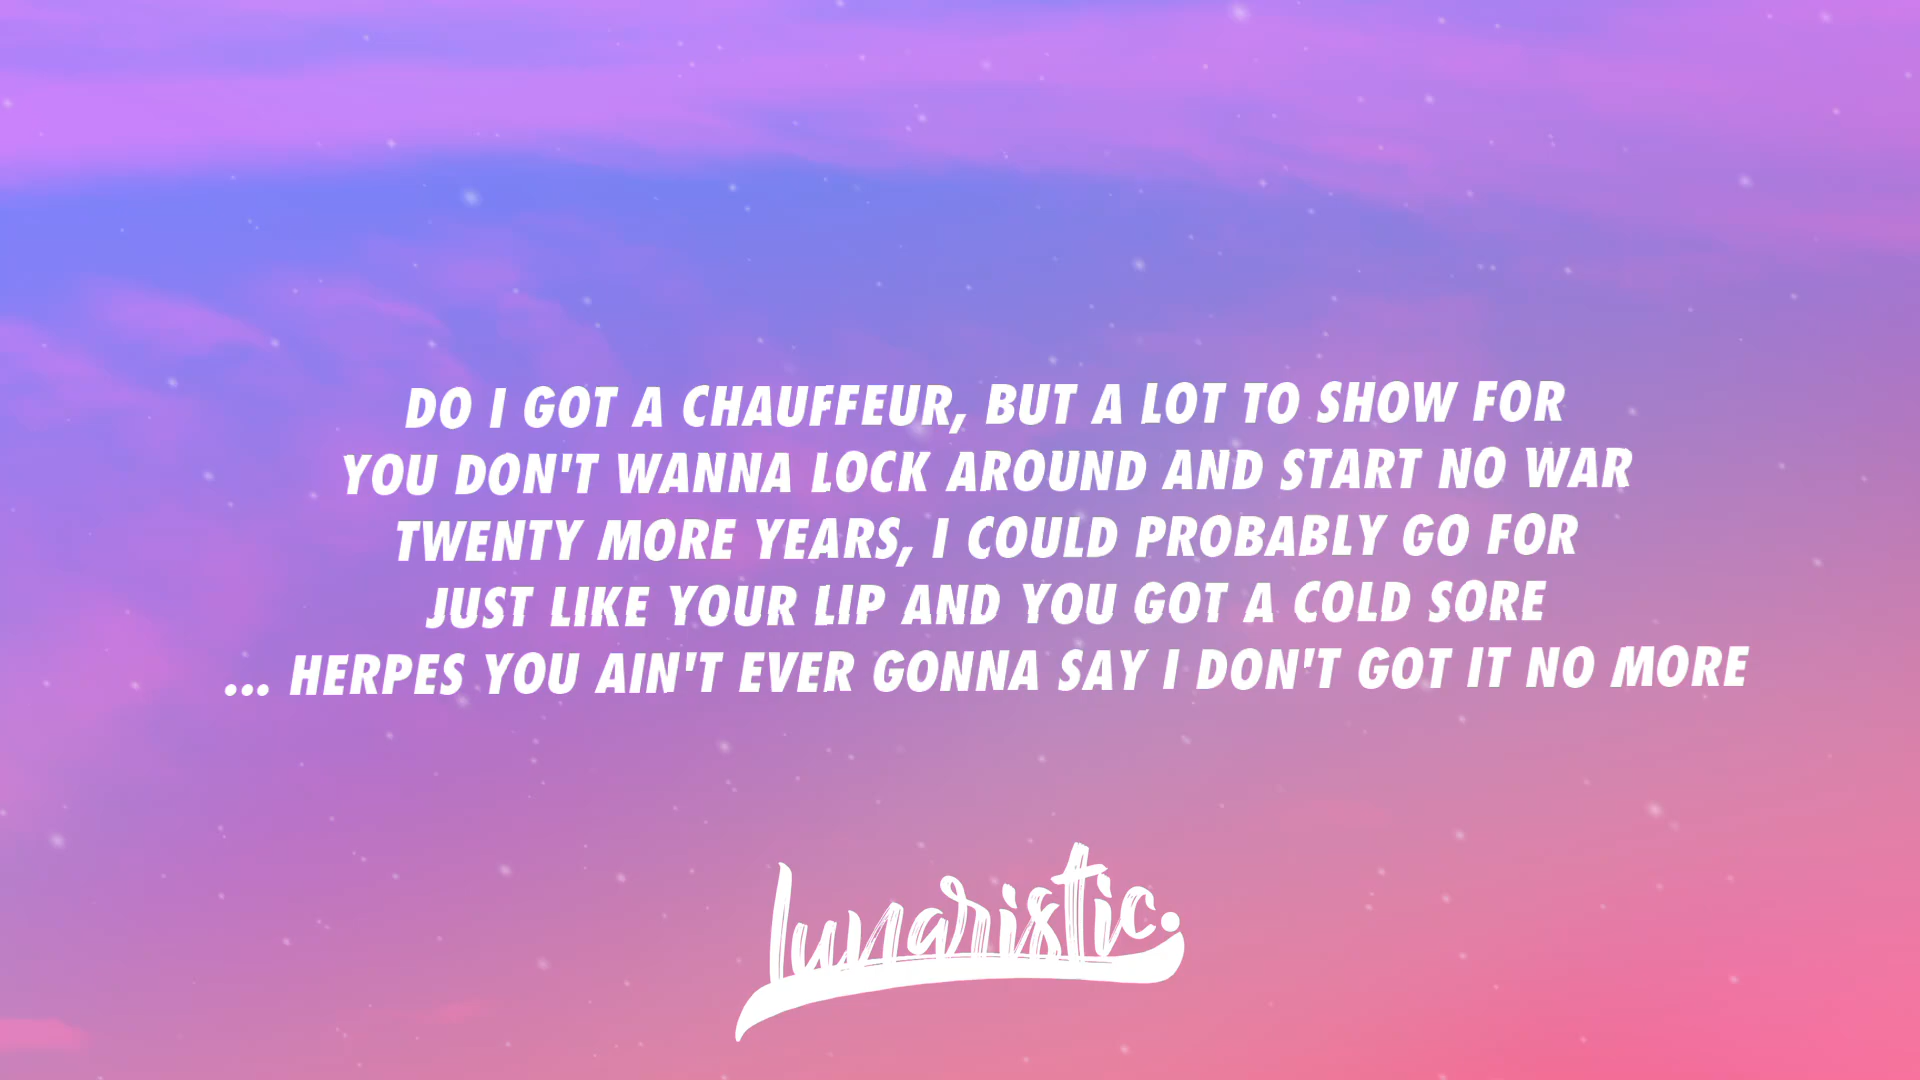 DO I GOT A CHAUFFEUR, BUT A LOT TO SHOW FOR
YOU DON'T WANNA LOCK AROUND AND START NO WAR
TWENTY MORE YEARS, I COULD PROBABLY GO FOR
JUST LIKE YOUR LIP AND YOU GOT A COLD SORE
... HERPES YOU AIN'T EVER GONNA SAY I DON'T GOT IT NO MORE
lunaristic.